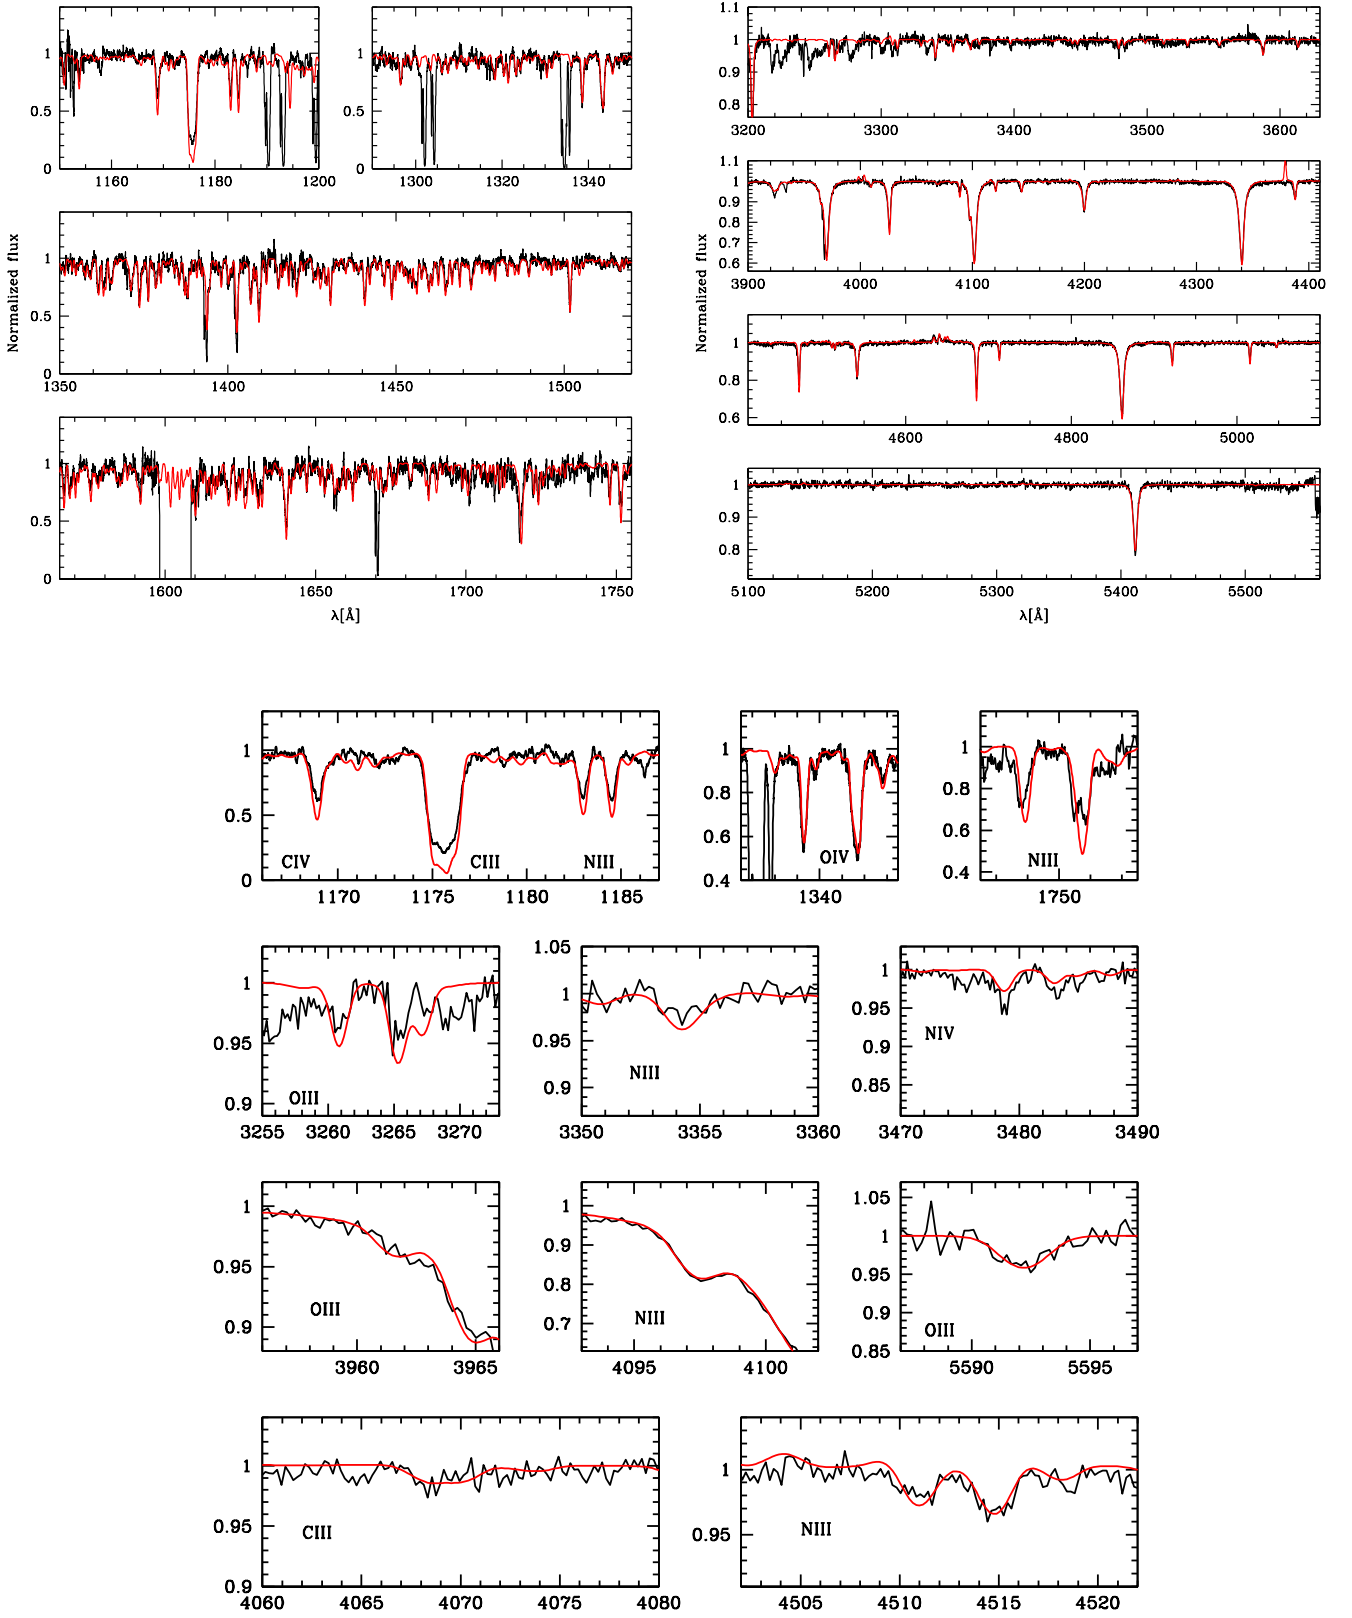 1
0.5
0
1160 1180 1200
1300 1320 1340
Normalized flux
1
0.5
0
1350 1400 1450 1500
1
0.5
0
1600 1650 1700 1750
λ[Å]
1.1
1
0.9
0.8
3200 3300 3400 3500 3600
1.1
1
0.9
0.8
0.7
0.6
3900 4000 4100 4200 4300 4400
Normalized flux
1
0.8
0.6
4600 4800 5000
1
0.9
0.8
5100 5200 5300 5400 5500
λ[Å]
1
0.5
0
CIV CIII NIII
1170 1175 1180 1185
1
0.8
0.6
0.4
OIV
1340
1
0.8
0.6
0.4
NIII
1750
1
0.95
0.9
OIII
3255 3260 3265 3270
1.05
1
0.95
0.9
NIII
3350 3355 3360
1
0.95
0.9
0.85
NIV
3470 3480 3490
1
0.95
0.9
OIII
3960 3965
1
0.9
0.8
0.7
NIII
4095 4100
1.05
1
0.95
0.9
0.85
OIII
5590 5595
1
0.95
0.9
CIII
4060 4065 4070 4075 4080
1
0.95
NIII
4505 4510 4515 4520